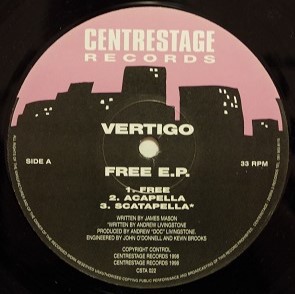 CENTRESTAGE
RECORDS
VERTIGO
SIDE A
33 RPM
FREE E.P.
1. FREE
2. ACAPELLA
3. SCATAPELLA*
WRITTEN BY JAMES MASON
*WRITTEN BY ANDREW LIVINGSTONE
PRODUCED BY ANDREW "DOC" LIVINGSTONE.
ENGINEERED BY JOHN O'DONNELL AND KEVIN BROOKS
COPYRIGHT CONTROL
CENTRESTAGE RECORDS 1998
CENTRESTAGE RECORDS 1998
CSTA 022